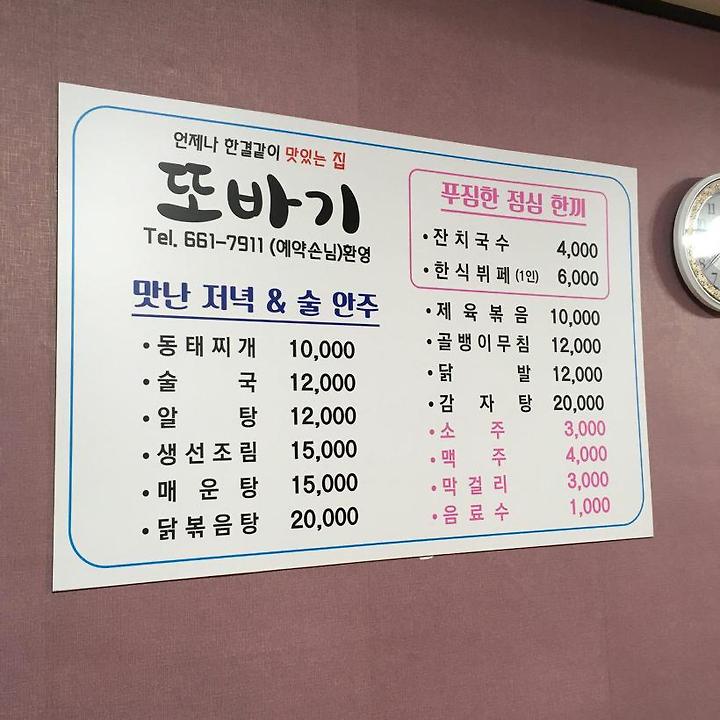 언제나 한결같이 맛있는 집
또바기
Tel. 661-7911 (예약손님)환영
맛난 저녁 & 술 안주
• 동태찌개 10,000
• 술국 12,000
• 알탕 12,000
• 생선조림 15,000
• 매운탕 15,000
• 닭볶음탕 20,000
푸짐한 점심 한끼
• 잔치국수 4,000
• 한식뷔페 (1인) 6,000
• 제육볶음 10,000
• 골뱅이무침 12,000
• 닭발 12,000
• 감자탕 20,000
• 소주 3,000
• 맥주 4,000
• 막걸리 3,000
• 음료수 1,000